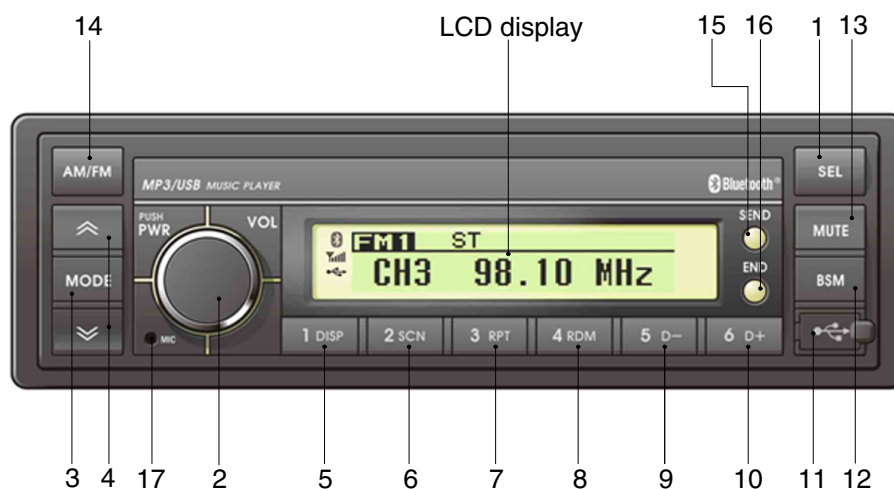 14 LCD display 15 16 1 13
AM/FM
MP3/USB MUSIC PLAYER
Bluetooth®
SEL
PUSH
PWR
VOL
FM1 ST
CH3 98.10 MHz
SEND
END
MUTE
MODE
BSM
MIC
1 DISP 2 SCN 3 RPT 4 RDM 5 D− 6 D+
3 4 17 2 5 6 7 8 9 10 11 12